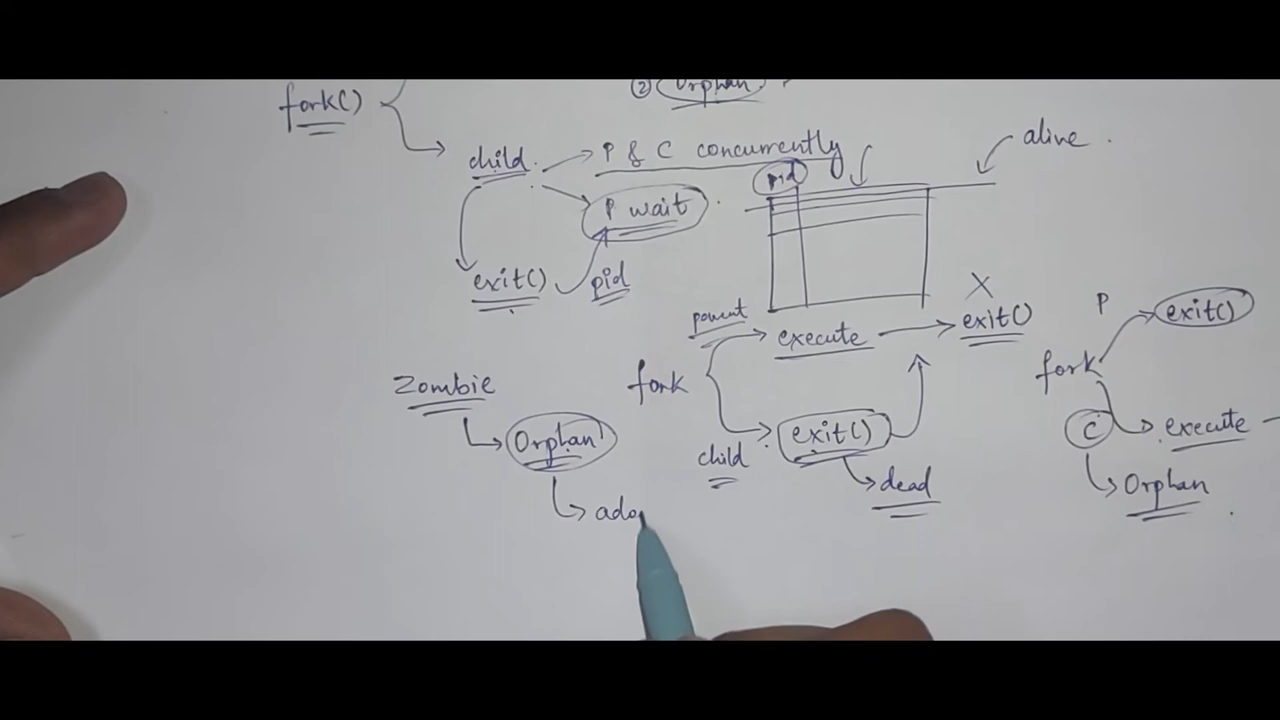 ② Orphan
fork()
child. P & C concurrently
alive.
pid
P wait
exit() pid
parent execute exit()
X
P exit()
fork
Zombie
fork
C execute
Orphan
exit()
child
dead
Orphan
ado